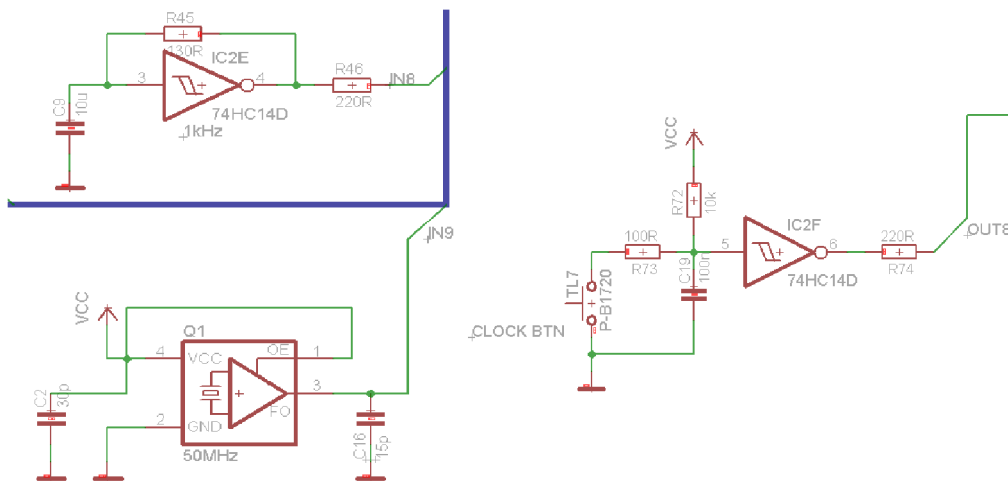 R45
130R
IC2E
3
4
R46
220R
IN8
C9
10u
74HC14D
1kHz
IN9
VCC
Q1
4
VCC
OE
1
3
FO
C2
30p
2
GND
50MHz
C16
15p
VCC
R72
10k
100R
R73
C19
100n
5
IC2F
6
74HC14D
220R
R74
OUT8
TL7
P-B1720
CLOCK BTN